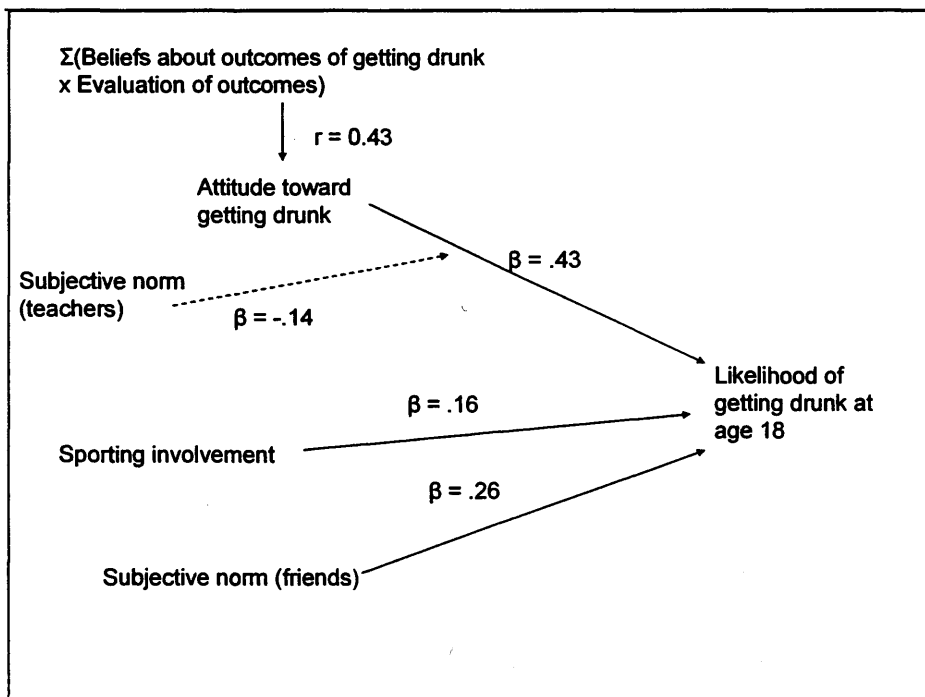 Σ(Beliefs about outcomes of getting drunk
x Evaluation of outcomes)
r = 0.43
Attitude toward
getting drunk
β = .43
Subjective norm
(teachers)
β = -.14
Likelihood of
getting drunk at
age 18
β = .16
Sporting involvement
β = .26
Subjective norm (friends)